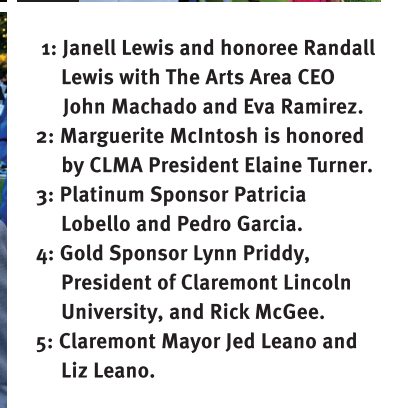 1: Janell Lewis and honoree Randall
Lewis with The Arts Area CEO
John Machado and Eva Ramirez.
2: Marguerite McIntosh is honored
by CLMA President Elaine Turner.
3: Platinum Sponsor Patricia
Lobello and Pedro Garcia.
4: Gold Sponsor Lynn Priddy,
President of Claremont Lincoln
University, and Rick McGee.
5: Claremont Mayor Jed Leano and
Liz Leano.